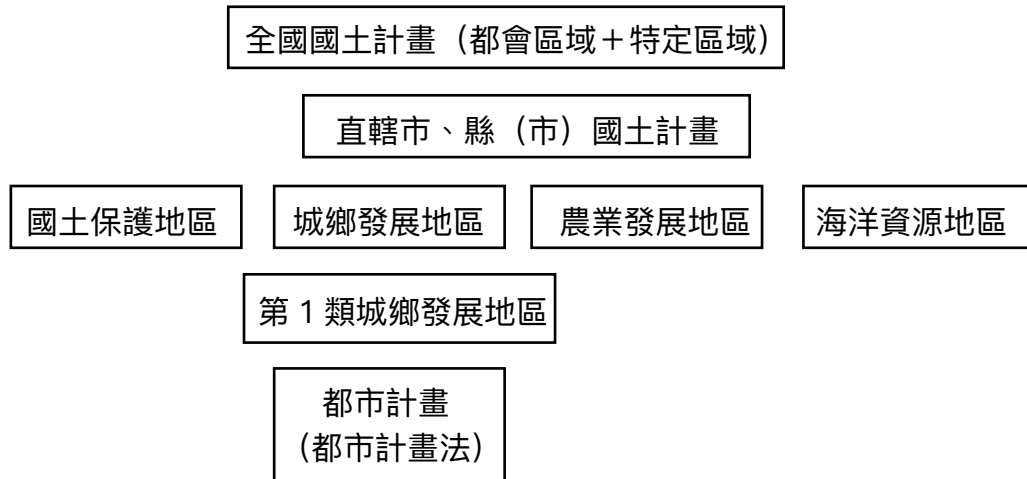 全國國土計畫（都會區域＋特定區域）
直轄市、縣（市）國土計畫
國土保護地區
城鄉發展地區
農業發展地區
海洋資源地區
第 1 類城鄉發展地區
都市計畫
（都市計畫法）